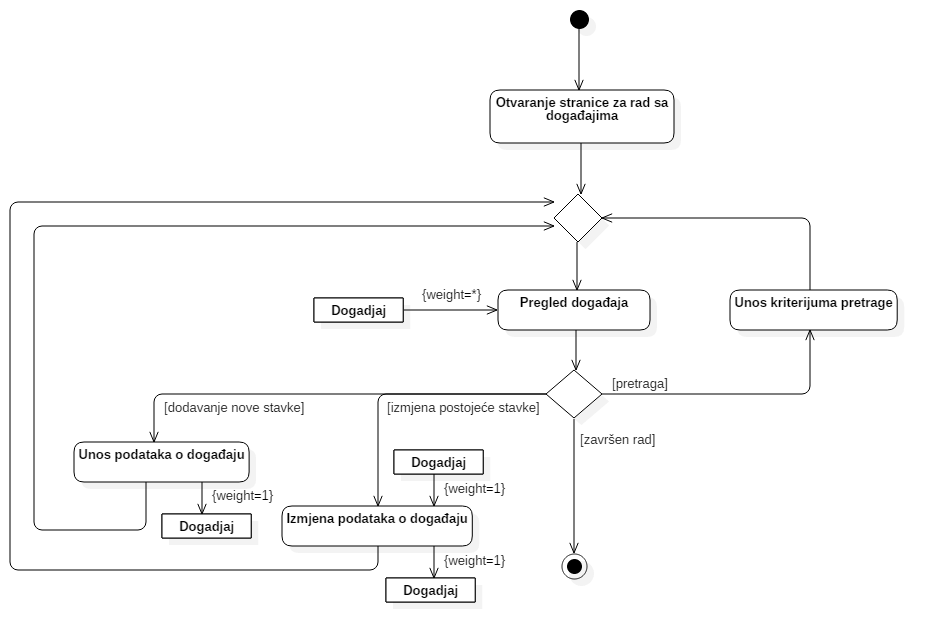 Otvaranje stranice za rad sa
događajima
{weight=*}
Dogadjaj
Pregled događaja
Unos kriterijuma pretrage
[pretraga]
[dodavanje nove stavke]
[izmjena postojeće stavke]
[završen rad]
Unos podataka o događaju
Dogadjaj
{weight=1}
{weight=1}
Dogadjaj
Izmjena podataka o događaju
{weight=1}
Dogadjaj